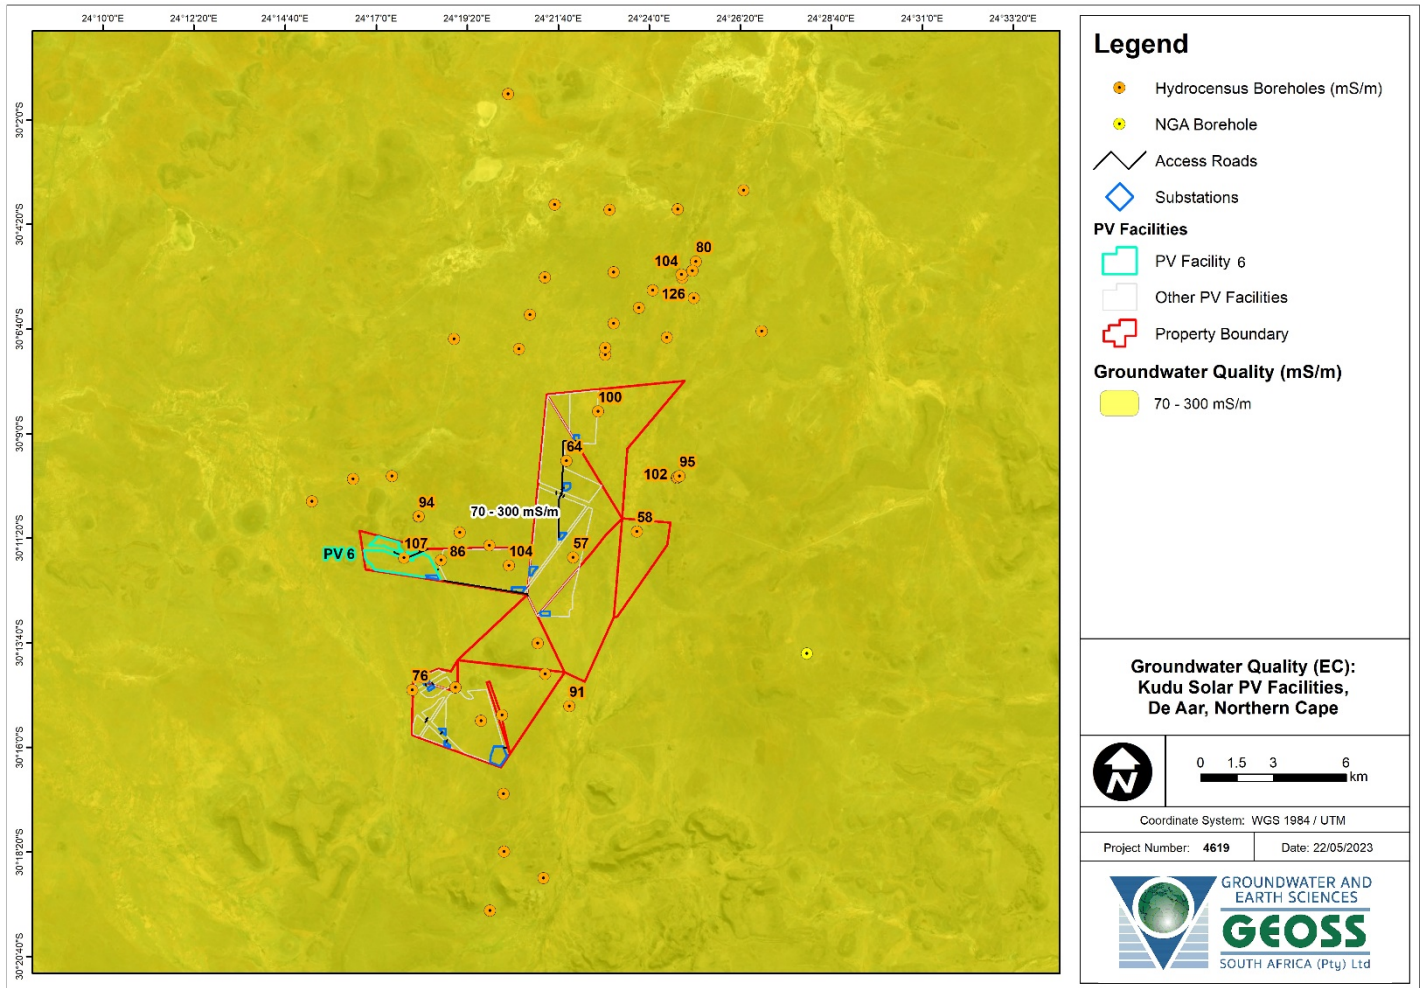 24°10'0"E 24°12'20"E 24°14'40"E 24°17'0"E 24°19'20"E 24°21'40"E 24°24'0"E 24°26'20"E 24°28'40"E 24°31'0"E 24°33'20"E
30°2'0"S
30°4'20"S
30°6'40"S
30°9'0"S
30°11'20"S
30°13'40"S
30°16'0"S
30°18'20"S
30°20'40"S
80
104
126
100
64
95
102
94
70 - 300 mS/m
58
107
PV 6
86
104
57
76
91
Legend
Hydrocensus Boreholes (mS/m)
NGA Borehole
Access Roads
Substations
PV Facilities
PV Facility 6
Other PV Facilities
Property Boundary
Groundwater Quality (mS/m)
70 - 300 mS/m
Groundwater Quality (EC):
Kudu Solar PV Facilities,
De Aar, Northern Cape
N
0 1.5 3 6
km
Coordinate System: WGS 1984 / UTM
Project Number: 4619
Date: 22/05/2023
GROUNDWATER AND
EARTH SCIENCES
GEOSS
SOUTH AFRICA (Pty) Ltd